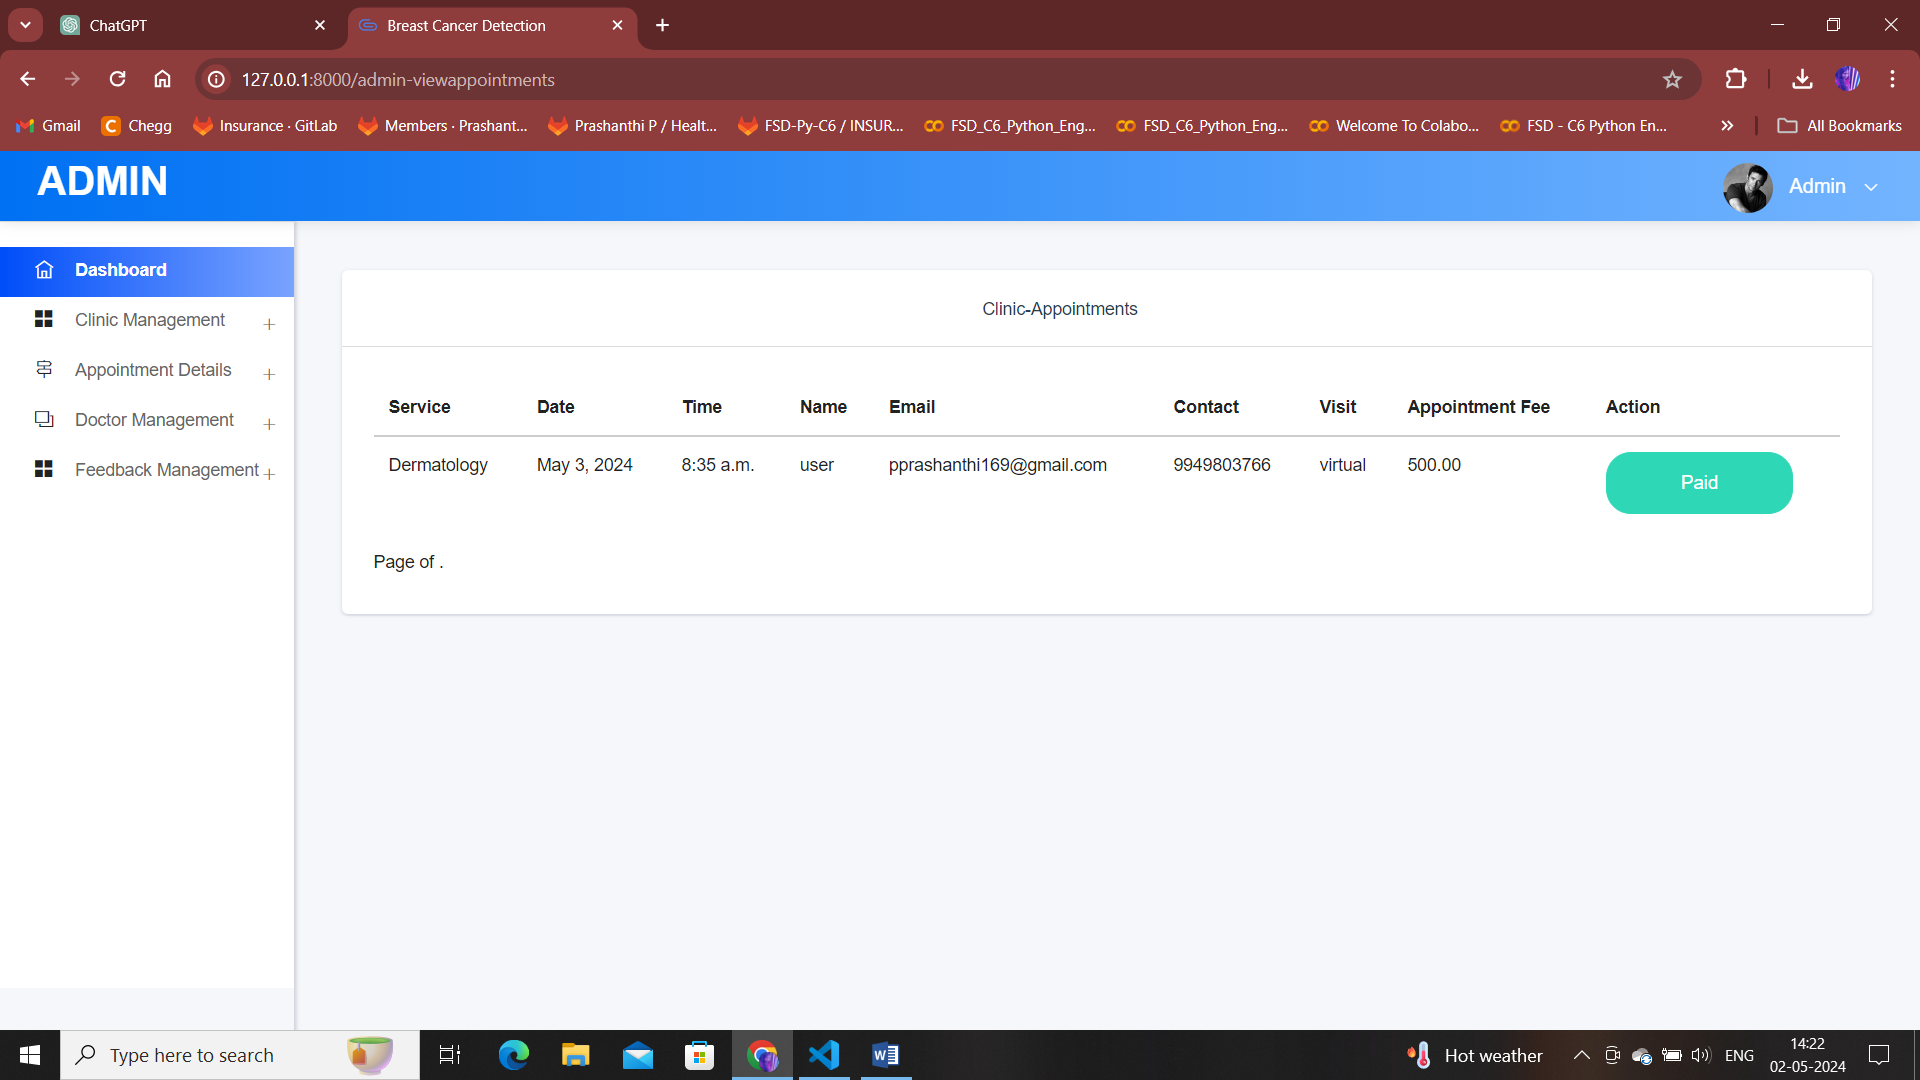 ChatGPT
Breast Cancer Detection
127.0.0.1:8000/admin-viewappointments
Gmail
Chegg
Insurance · GitLab
Members · Prashant...
Prashanthi P / Healt...
FSD-Py-C6 / INSUR...
FSD_C6_Python_Eng...
FSD_C6_Python_Eng...
Welcome To Colabo...
FSD - C6 Python En...
All Bookmarks
ADMIN
Admin
Dashboard
Clinic Management
Appointment Details
Doctor Management
Feedback Management
Clinic-Appointments
Service Date Time Name Email Contact Visit Appointment Fee Action
Dermatology May 3, 2024 8:35 a.m. user pprashanthi169@gmail.com 9949803766 virtual 500.00 Paid
Page of .
Type here to search
Hot weather
ENG
14:22
02-05-2024